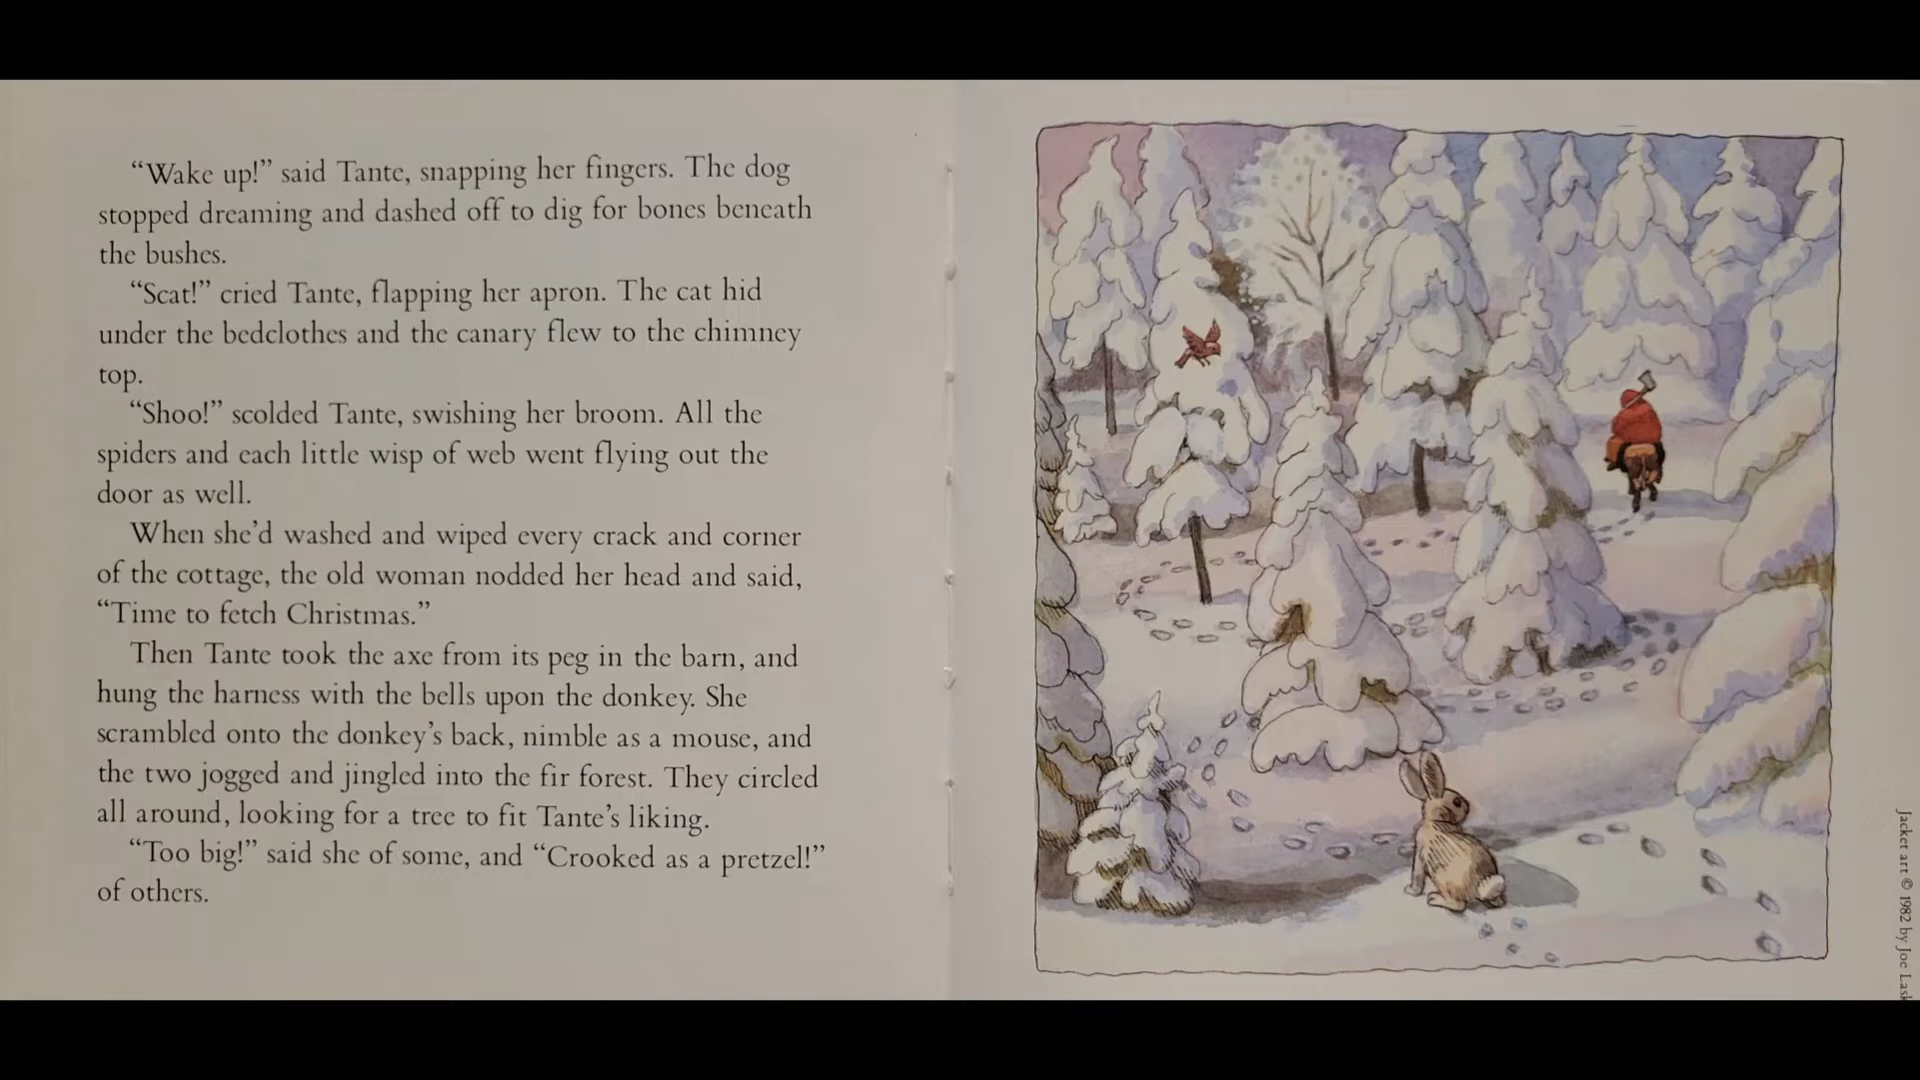 “Wake up!” said Tante, snapping her fingers. The dog
stopped dreaming and dashed off to dig for bones beneath
the bushes.
“Scat!” cried Tante, flapping her apron. The cat hid
under the bedclothes and the canary flew to the chimney
top.
“Shoo!” scolded Tante, swishing her broom. All the
spiders and each little wisp of web went flying out the
door as well.
When she’d washed and wiped every crack and corner
of the cottage, the old woman nodded her head and said,
“Time to fetch Christmas.”
Then Tante took the axe from its peg in the barn, and
hung the harness with the bells upon the donkey. She
scrambled onto the donkey’s back, nimble as a mouse, and
the two jogged and jingled into the fir forest. They circled
all around, looking for a tree to fit Tante’s liking.
“Too big!” said she of some, and “Crooked as a pretzel!”
of others.
Jacket art © 1982 by Joe